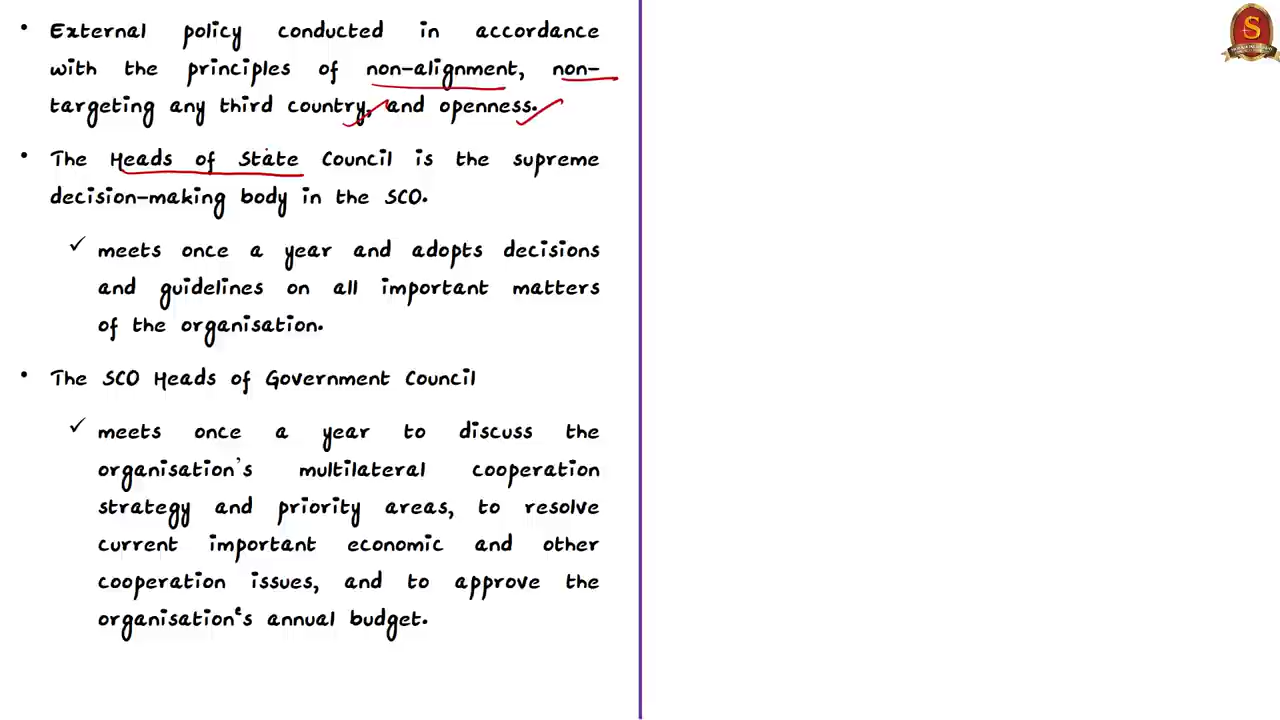 • External policy conducted in accordance
with the principles of non-alignment, non-
targeting any third country, and openness.
• The Heads of State Council is the supreme
decision-making body in the SCO.
✓ meets once a year and adopts decisions
and guidelines on all important matters
of the organisation.
• The SCO Heads of Government Council
✓ meets once a year to discuss the
organisation's multilateral cooperation
strategy and priority areas, to resolve
current important economic and other
cooperation issues, and to approve the
organisation's annual budget.
S